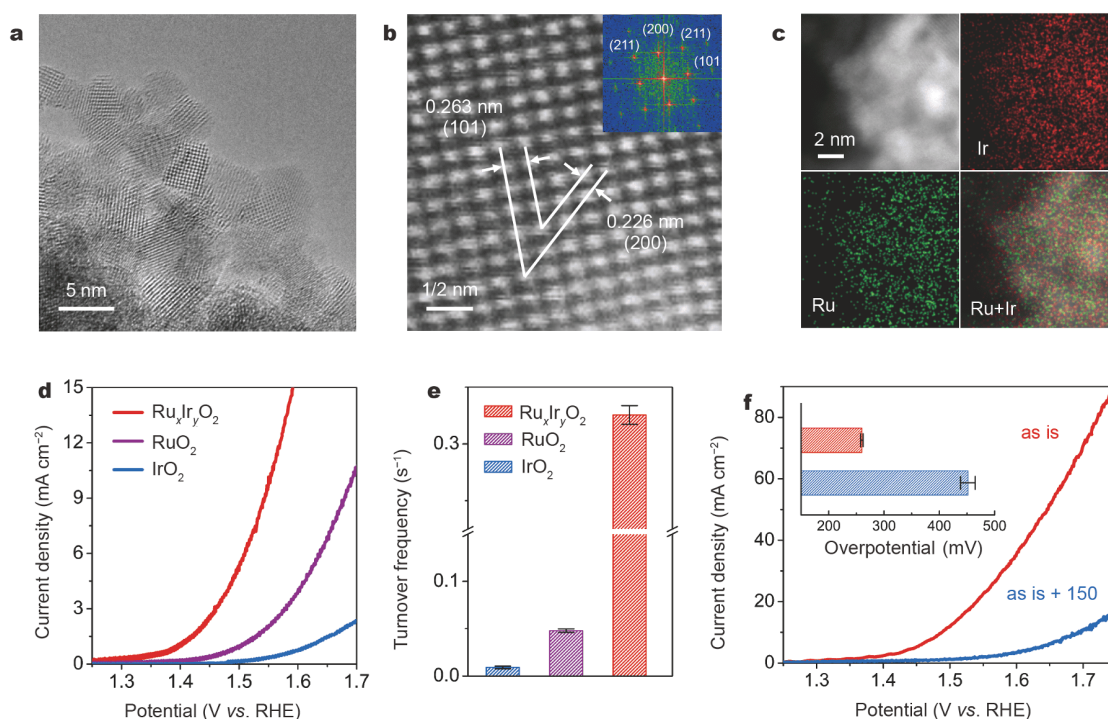 a
5 nm
b
0.263 nm
(101)
0.226 nm
(200)
1/2 nm
(200)
(211)
(211)
(101
c
2 nm
Ir
Ru
Ru+Ir
d
15
12
9
6
3
0
1.3
1.4
1.5
1.6
1.7
Current density (mA cm⁻²)
Potential (V vs. RHE)
RuₓIrᵧO₂
RuO₂
IrO₂
e
Turnover frequency (s⁻¹)
0.3
0.1
0.0
RuₓIrᵧO₂
RuO₂
IrO₂
f
80
60
40
20
0
1.3
1.4
1.5
1.6
1.7
Current density (mA cm⁻²)
Potential (V vs. RHE)
as is
as is + 150
200
300
400
500
Overpotential (mV)